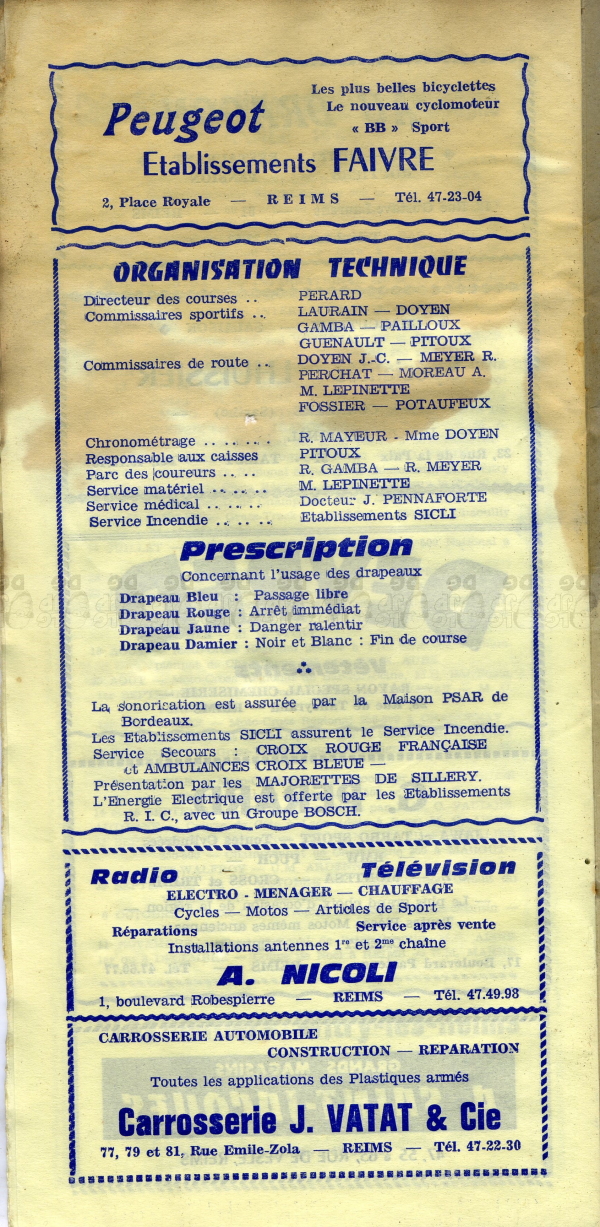 Peugeot
Les plus belles bicyclettes
Le nouveau cyclomoteur
« BB » Sport
Etablissements FAIVRE
2, Place Royale — REIMS — Tél. 47-23-04
ORGANISATION TECHNIQUE
Directeur des courses .. PERARD
Commissaires sportifs .. LAURAIN — DOYEN
GAMBA — PAILLOUX
GUENAULT — PITOUX
Commissaires de route .. DOYEN J.-C. — MEYER R.
PERCHAT — MOREAU A.
M. LEPINETTE
FOSSIER — POTAUFEUX
Chronométrage .. .. .. .. R. MAYEUR - Mme DOYEN
Responsable aux caisses PITOUX
Parc des coureurs .. .. R. GAMBA — R. MEYER
Service matériel .. .. .. M. LEPINETTE
Service médical .. .. .. Docteur J. PENNAFORTE
Service Incendie .. .. .. Etablissements SICLI
Prescription
Concernant l'usage des drapeaux
Drapeau Bleu : Passage libre
Drapeau Rouge : Arrêt immédiat
Drapeau Jaune : Danger ralentir
Drapeau Damier : Noir et Blanc : Fin de course
La sonorication est assurée par la Maison PSAR de
Bordeaux.
Les Etablissements SICLI assurent le Service Incendie.
Service Secours : CROIX ROUGE FRANÇAISE
et AMBULANCES CROIX BLEUE —
Présentation par les MAJORETTES DE SILLERY.
L'Energie Electrique est offerte par les Etablissements
R. I. C., avec un Groupe BOSCH.
Radio Télévision
ELECTRO - MENAGER — CHAUFFAGE
Cycles — Motos — Articles de Sport
Réparations Service après vente
Installations antennes 1re et 2me chaîne
A. NICOLI
1, boulevard Robespierre — REIMS — Tél. 47.49.98
CARROSSERIE AUTOMOBILE
CONSTRUCTION — REPARATION
Toutes les applications des Plastiques armés
Carrosserie J. VATAT & Cie
77, 79 et 81, Rue Emile-Zola — REIMS — Tél. 47-22-30